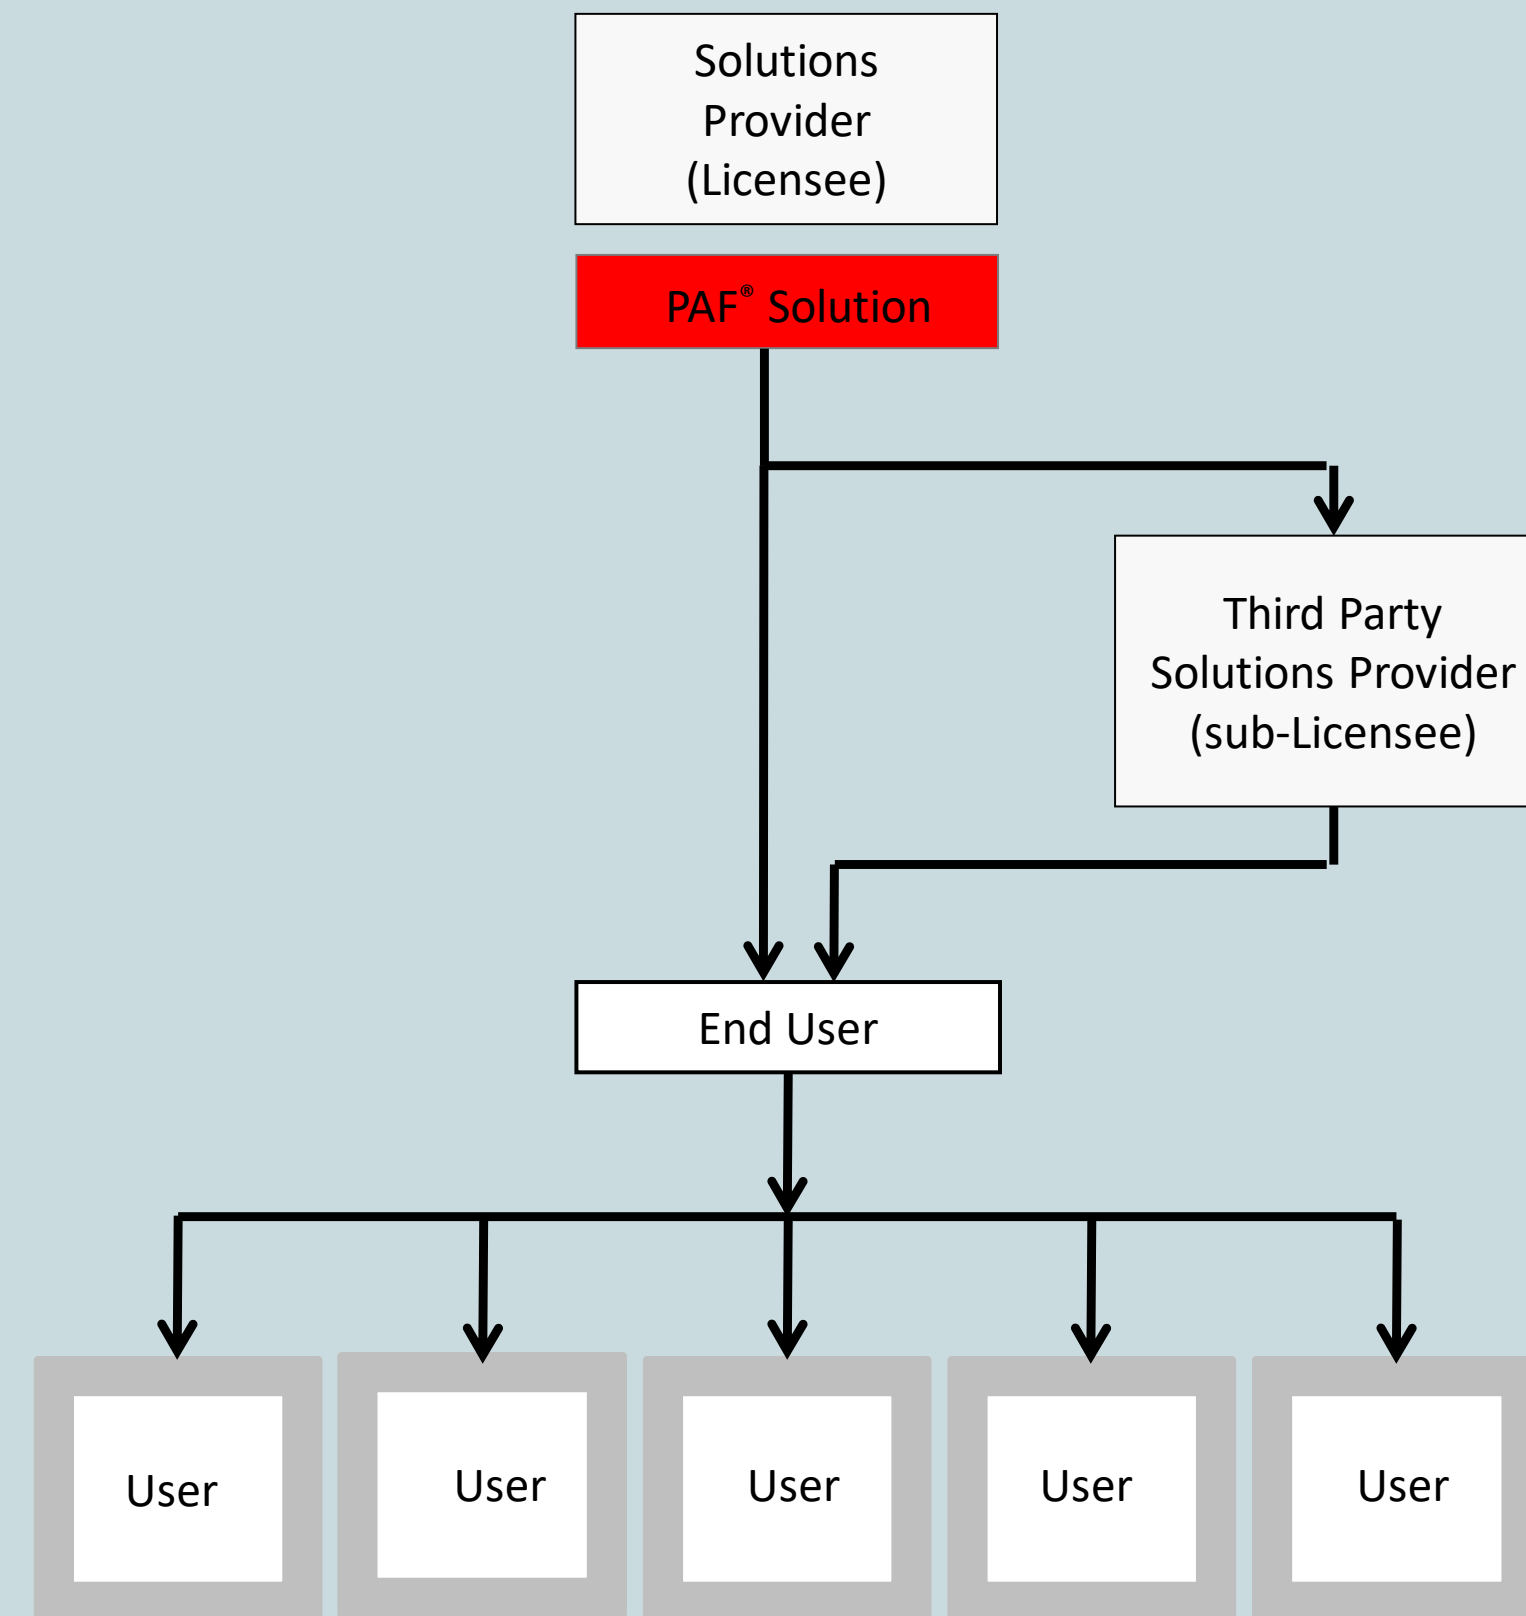 Solutions
Provider
(Licensee)
PAF® Solution
Third Party
Solutions Provider
(sub-Licensee)
End User
User
User
User
User
User